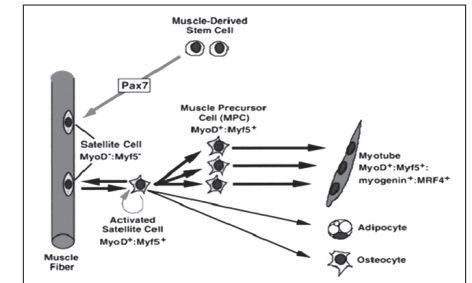 Muscle-Derived
Stem Cell
Pax7
Muscle Precursor
Cell (MPC)
MyoD⁺:Myf5⁺
Satellite Cell
MyoD⁻:Myf5⁻
Myotube
MyoD⁺:Myf5⁺:
myogenin⁺:MRF4⁺
Activated
Satellite Cell
MyoD⁺:Myf5⁺
Adipocyte
Muscle
Fiber
Osteocyte